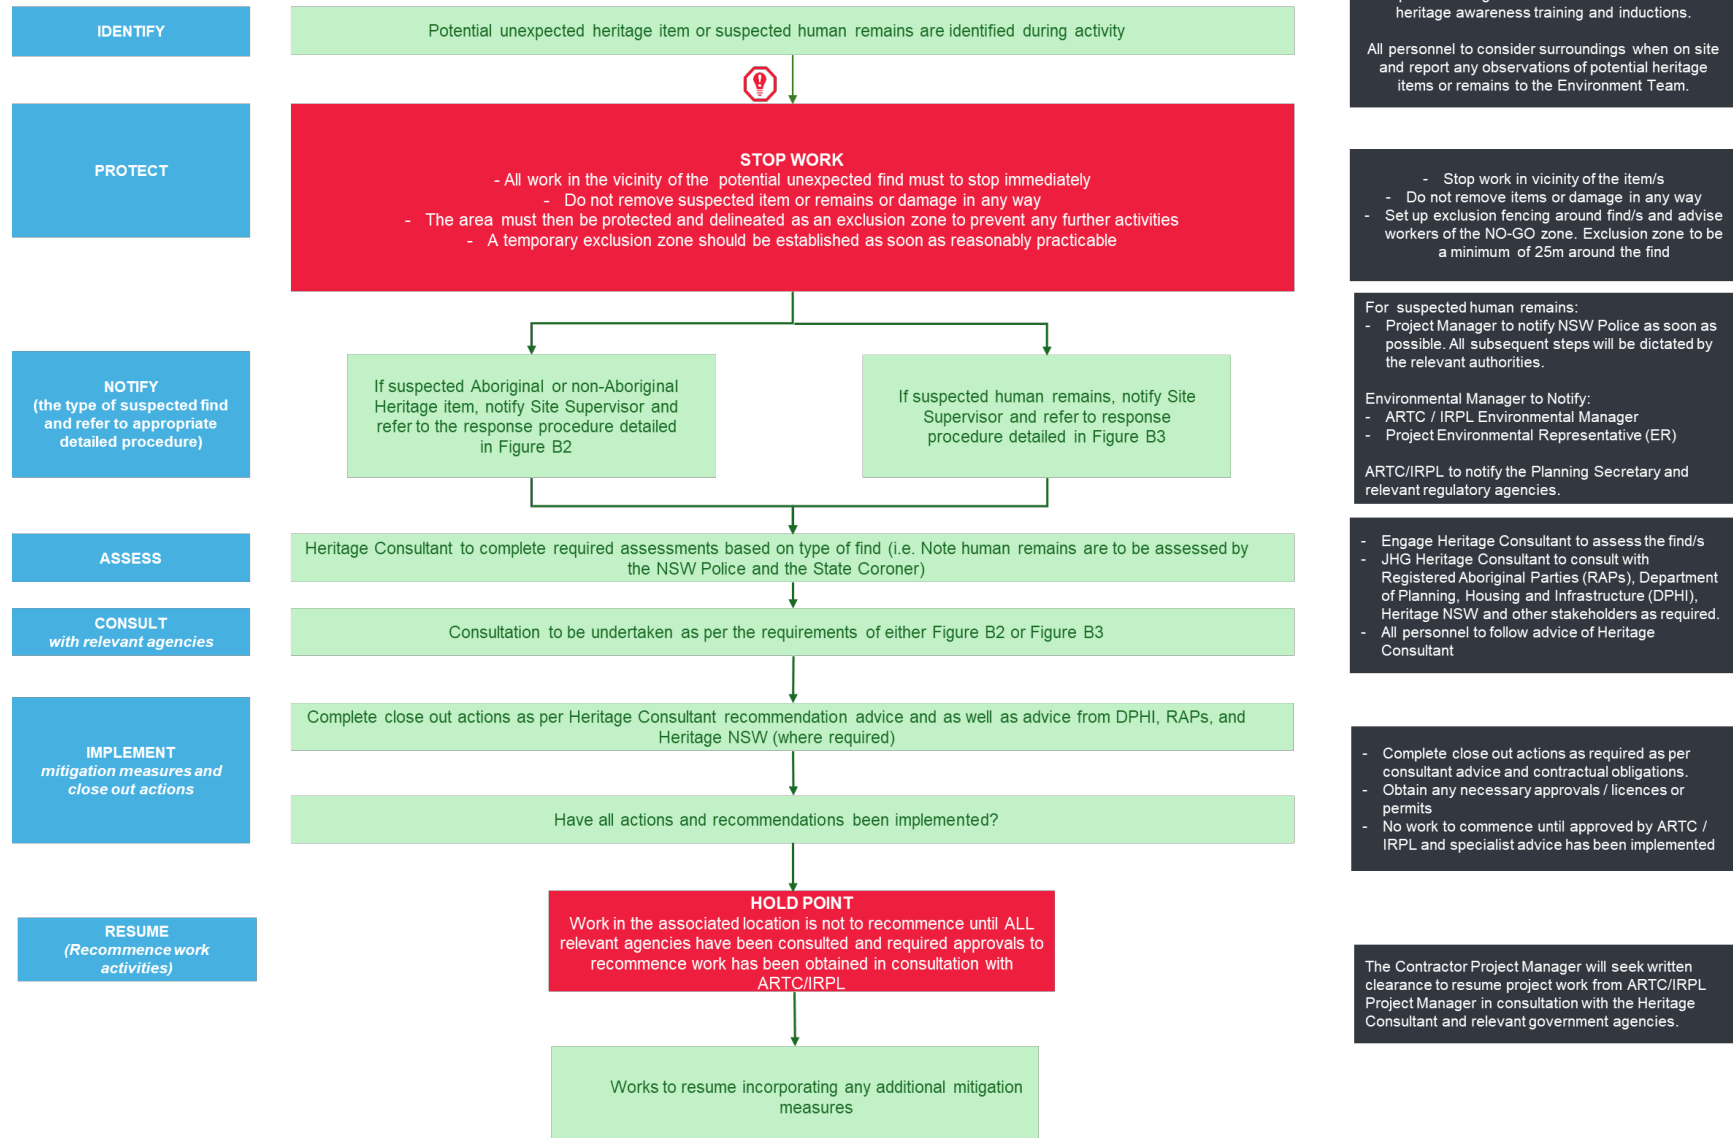 IDENTIFY
Potential unexpected heritage item or suspected human remains are identified during activity
heritage awareness training and inductions.
All personnel to consider surroundings when on site
and report any observations of potential heritage
items or remains to the Environment Team.
PROTECT
STOP WORK
- All work in the vicinity of the potential unexpected find must to stop immediately
- Do not remove suspected item or remains or damage in any way
- The area must then be protected and delineated as an exclusion zone to prevent any further activities
- A temporary exclusion zone should be established as soon as reasonably practicable
- Stop work in vicinity of the item/s
- Do not remove items or damage in any way
- Set up exclusion fencing around find/s and advise
workers of the NO-GO zone. Exclusion zone to be
a minimum of 25m around the find
NOTIFY
(the type of suspected find
and refer to appropriate
detailed procedure)
If suspected Aboriginal or non-Aboriginal
Heritage item, notify Site Supervisor and
refer to the response procedure detailed
in Figure B2
If suspected human remains, notify Site
Supervisor and refer to response
procedure detailed in Figure B3
For suspected human remains:
- Project Manager to notify NSW Police as soon as
possible. All subsequent steps will be dictated by
the relevant authorities.
Environmental Manager to Notify:
- ARTC / IRPL Environmental Manager
- Project Environmental Representative (ER)
ARTC/IRPL to notify the Planning Secretary and
relevant regulatory agencies.
ASSESS
Heritage Consultant to complete required assessments based on type of find (i.e. Note human remains are to be assessed by
the NSW Police and the State Coroner)
CONSULT
with relevant agencies
Consultation to be undertaken as per the requirements of either Figure B2 or Figure B3
- Engage Heritage Consultant to assess the find/s
- JHG Heritage Consultant to consult with
Registered Aboriginal Parties (RAPs), Department
of Planning, Housing and Infrastructure (DPHI),
Heritage NSW and other stakeholders as required.
- All personnel to follow advice of Heritage
Consultant
IMPLEMENT
mitigation measures and
close out actions
Complete close out actions as per Heritage Consultant recommendation advice and as well as advice from DPHI, RAPs, and
Heritage NSW (where required)
Have all actions and recommendations been implemented?
- Complete close out actions as required as per
consultant advice and contractual obligations.
- Obtain any necessary approvals / licences or
permits
- No work to commence until approved by ARTC /
IRPL and specialist advice has been implemented
RESUME
(Recommence work
activities)
HOLD POINT
Work in the associated location is not to recommence until ALL
relevant agencies have been consulted and required approvals to
recommence work has been obtained in consultation with
ARTC/IRPL
The Contractor Project Manager will seek written
clearance to resume project work from ARTC/IRPL
Project Manager in consultation with the Heritage
Consultant and relevant government agencies.
Works to resume incorporating any additional mitigation
measures